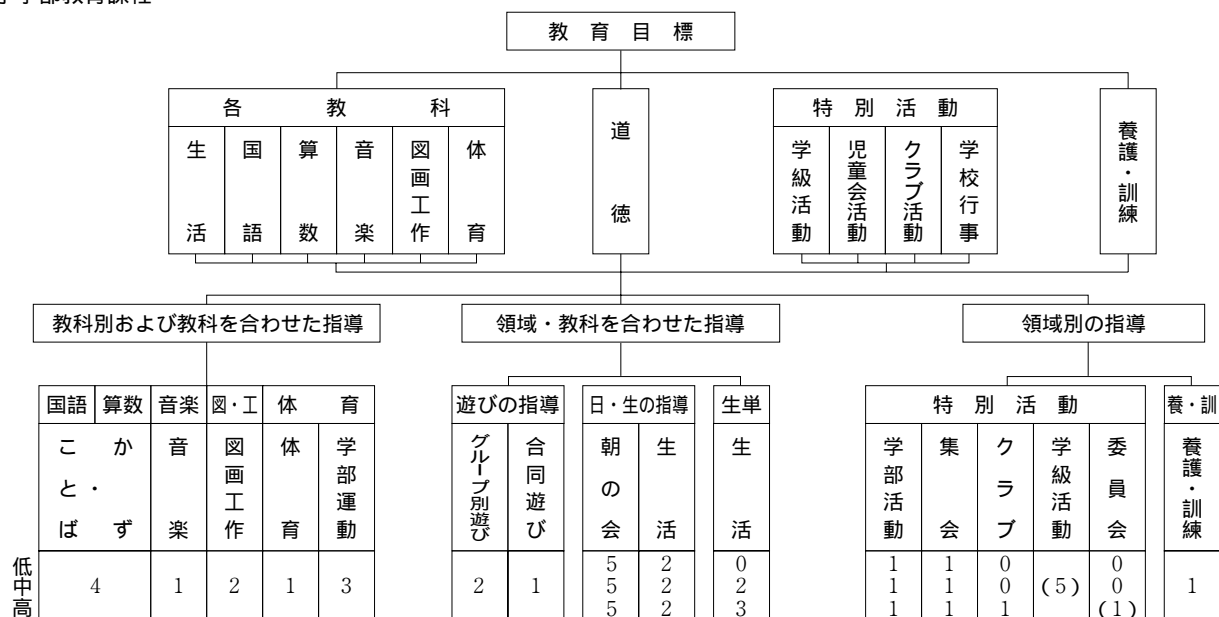 教育目標
各教科
生活 国語 算数 音楽 図画工作 体育
道徳
特別活動
学級活動 児童会活動 クラブ活動 学校行事
養護・訓練
教科別および教科を合わせた指導
領域・教科を合わせた指導
領域別の指導
国語 算数 音楽 図・工 体育
ことば・かず 音楽 図画工作 体育 学部運動
遊びの指導 日・生の指導 生単
グループ別遊び 合同遊び 朝の会 生活 生活
特別活動 養・訓
学部活動 集会 クラブ 学級活動 委員会 養護・訓練
低中高
4 1 2 1 3
2 1
5 2 0
5 2 2
5 2 3
1 1 0 0
1 1 0 (5) 0 1
1 1 1 (1)